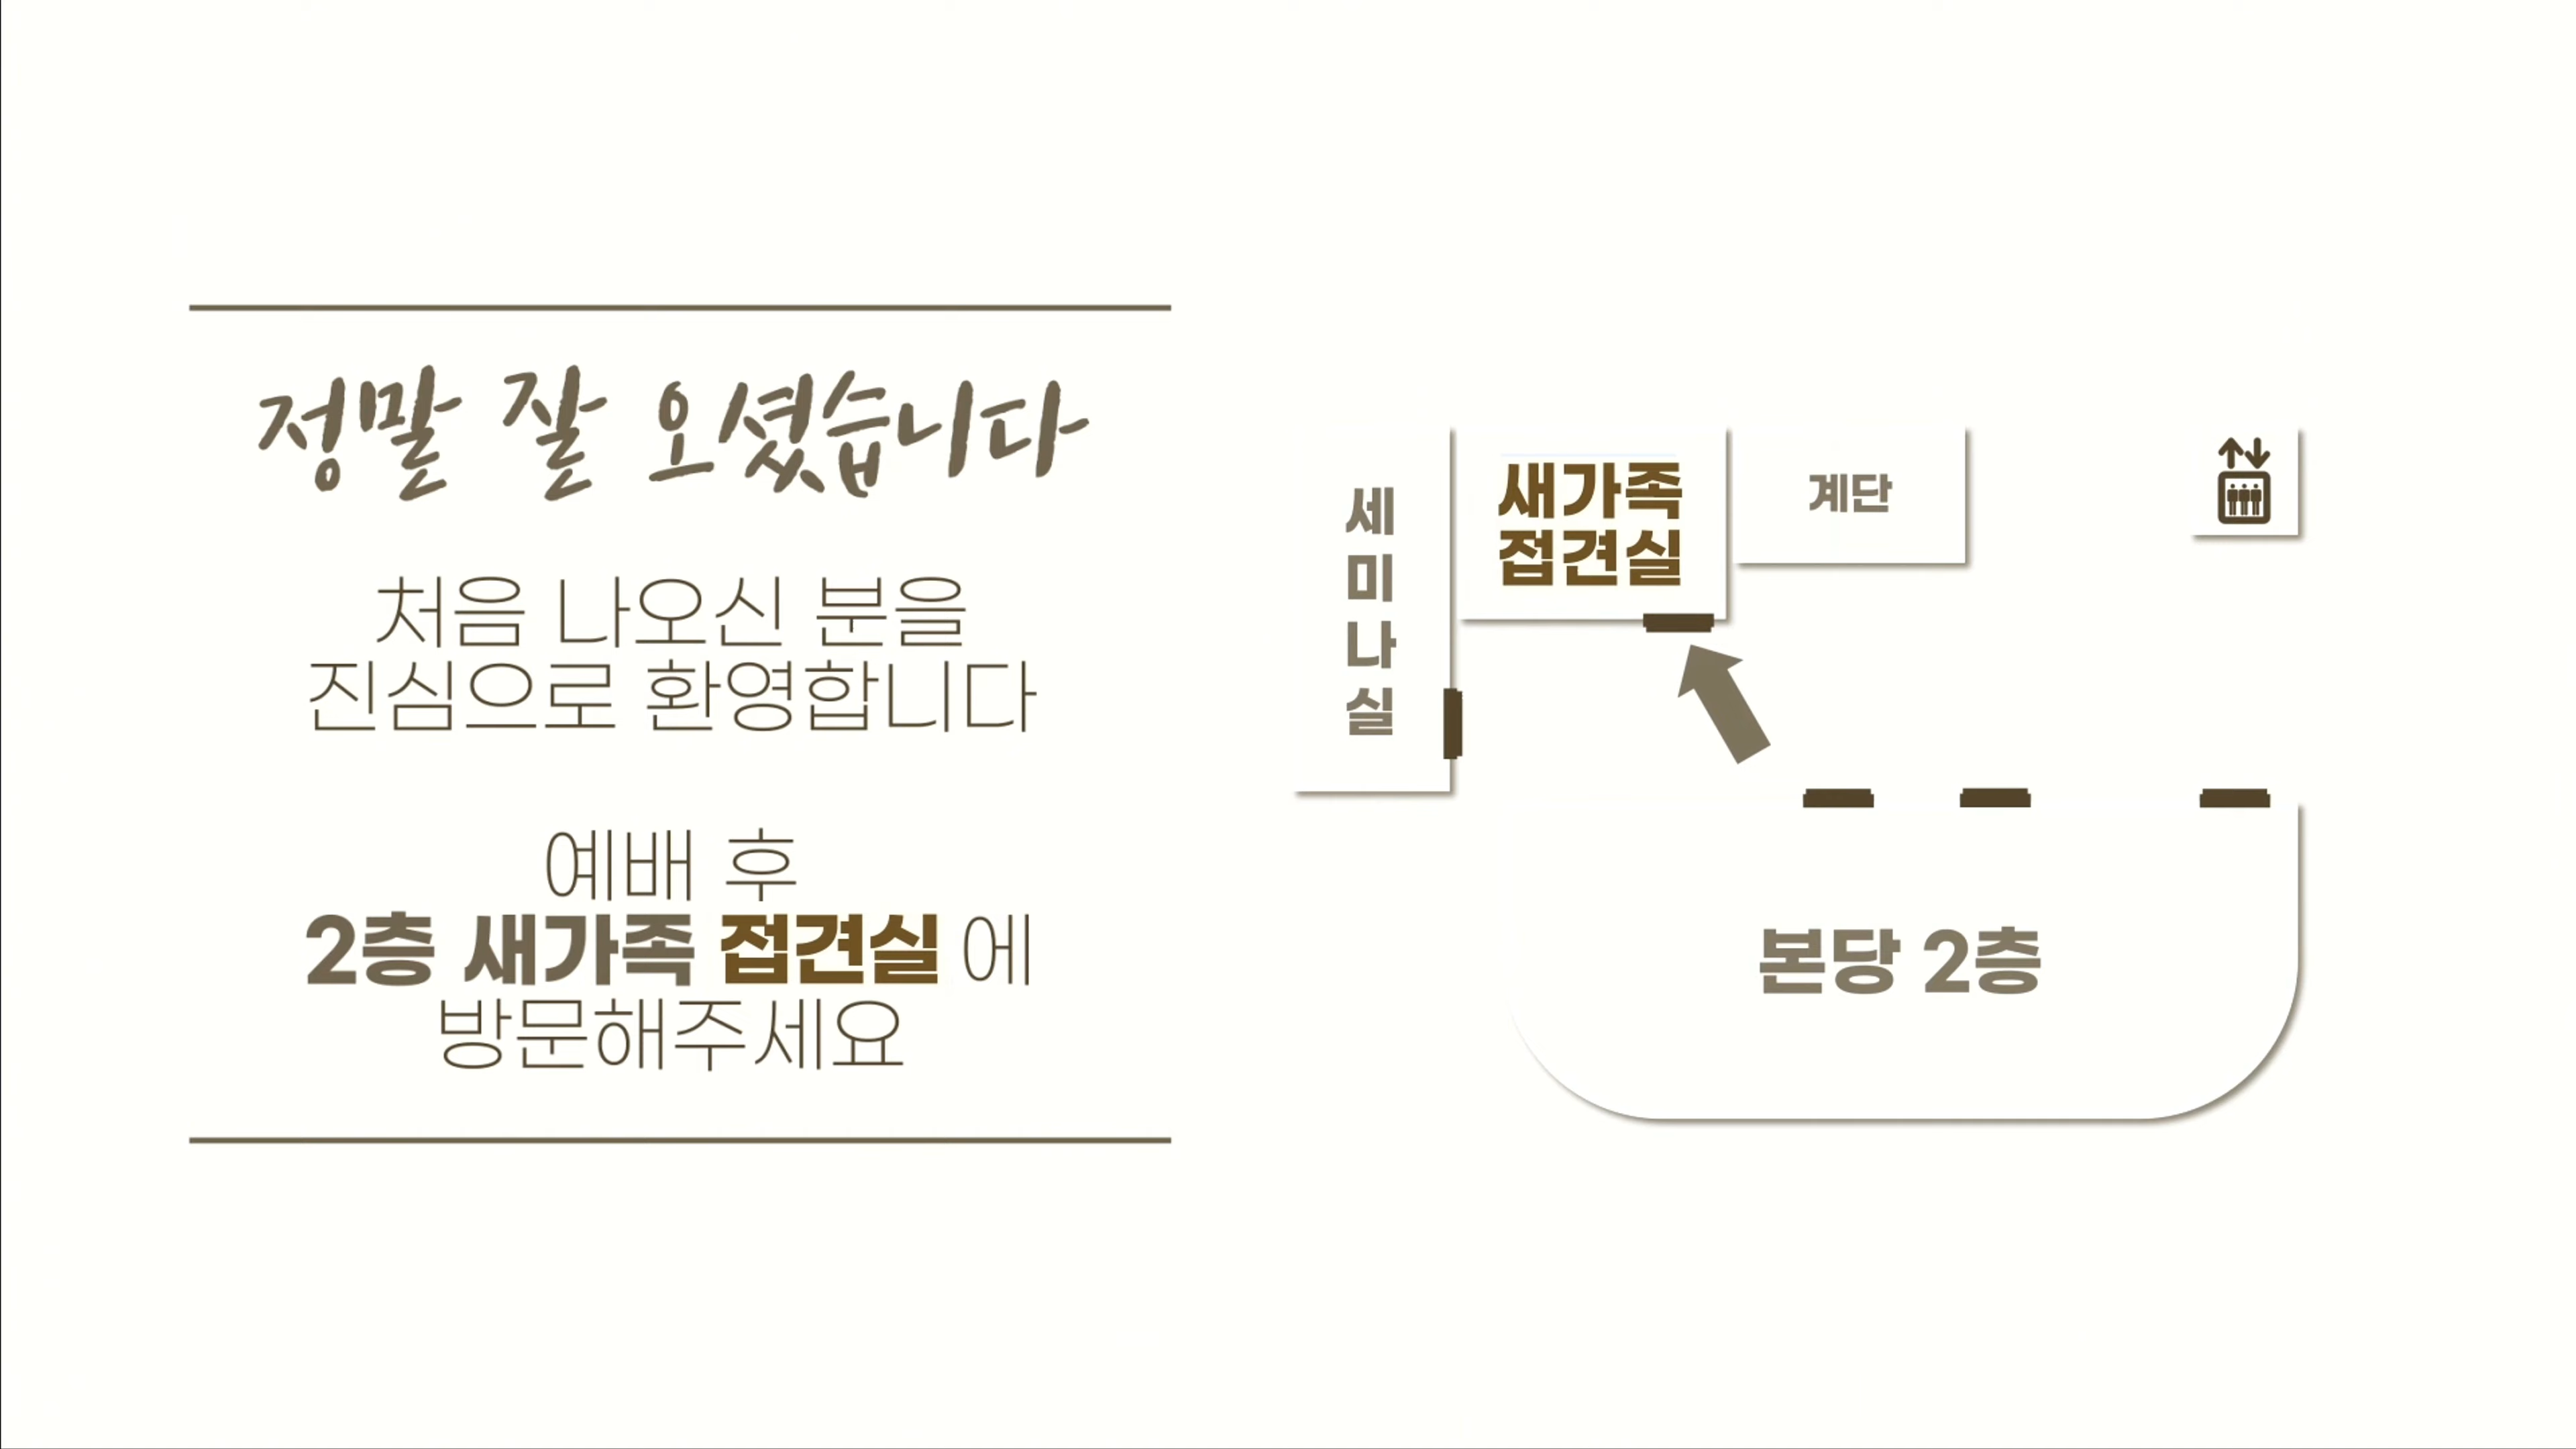 정말 잘 오셨습니다
처음 나오신 분을
진심으로 환영합니다
예배 후
2층 새가족 접견실 에
방문해주세요
세
미
나
실
새가족
접견실
계단
본당 2층